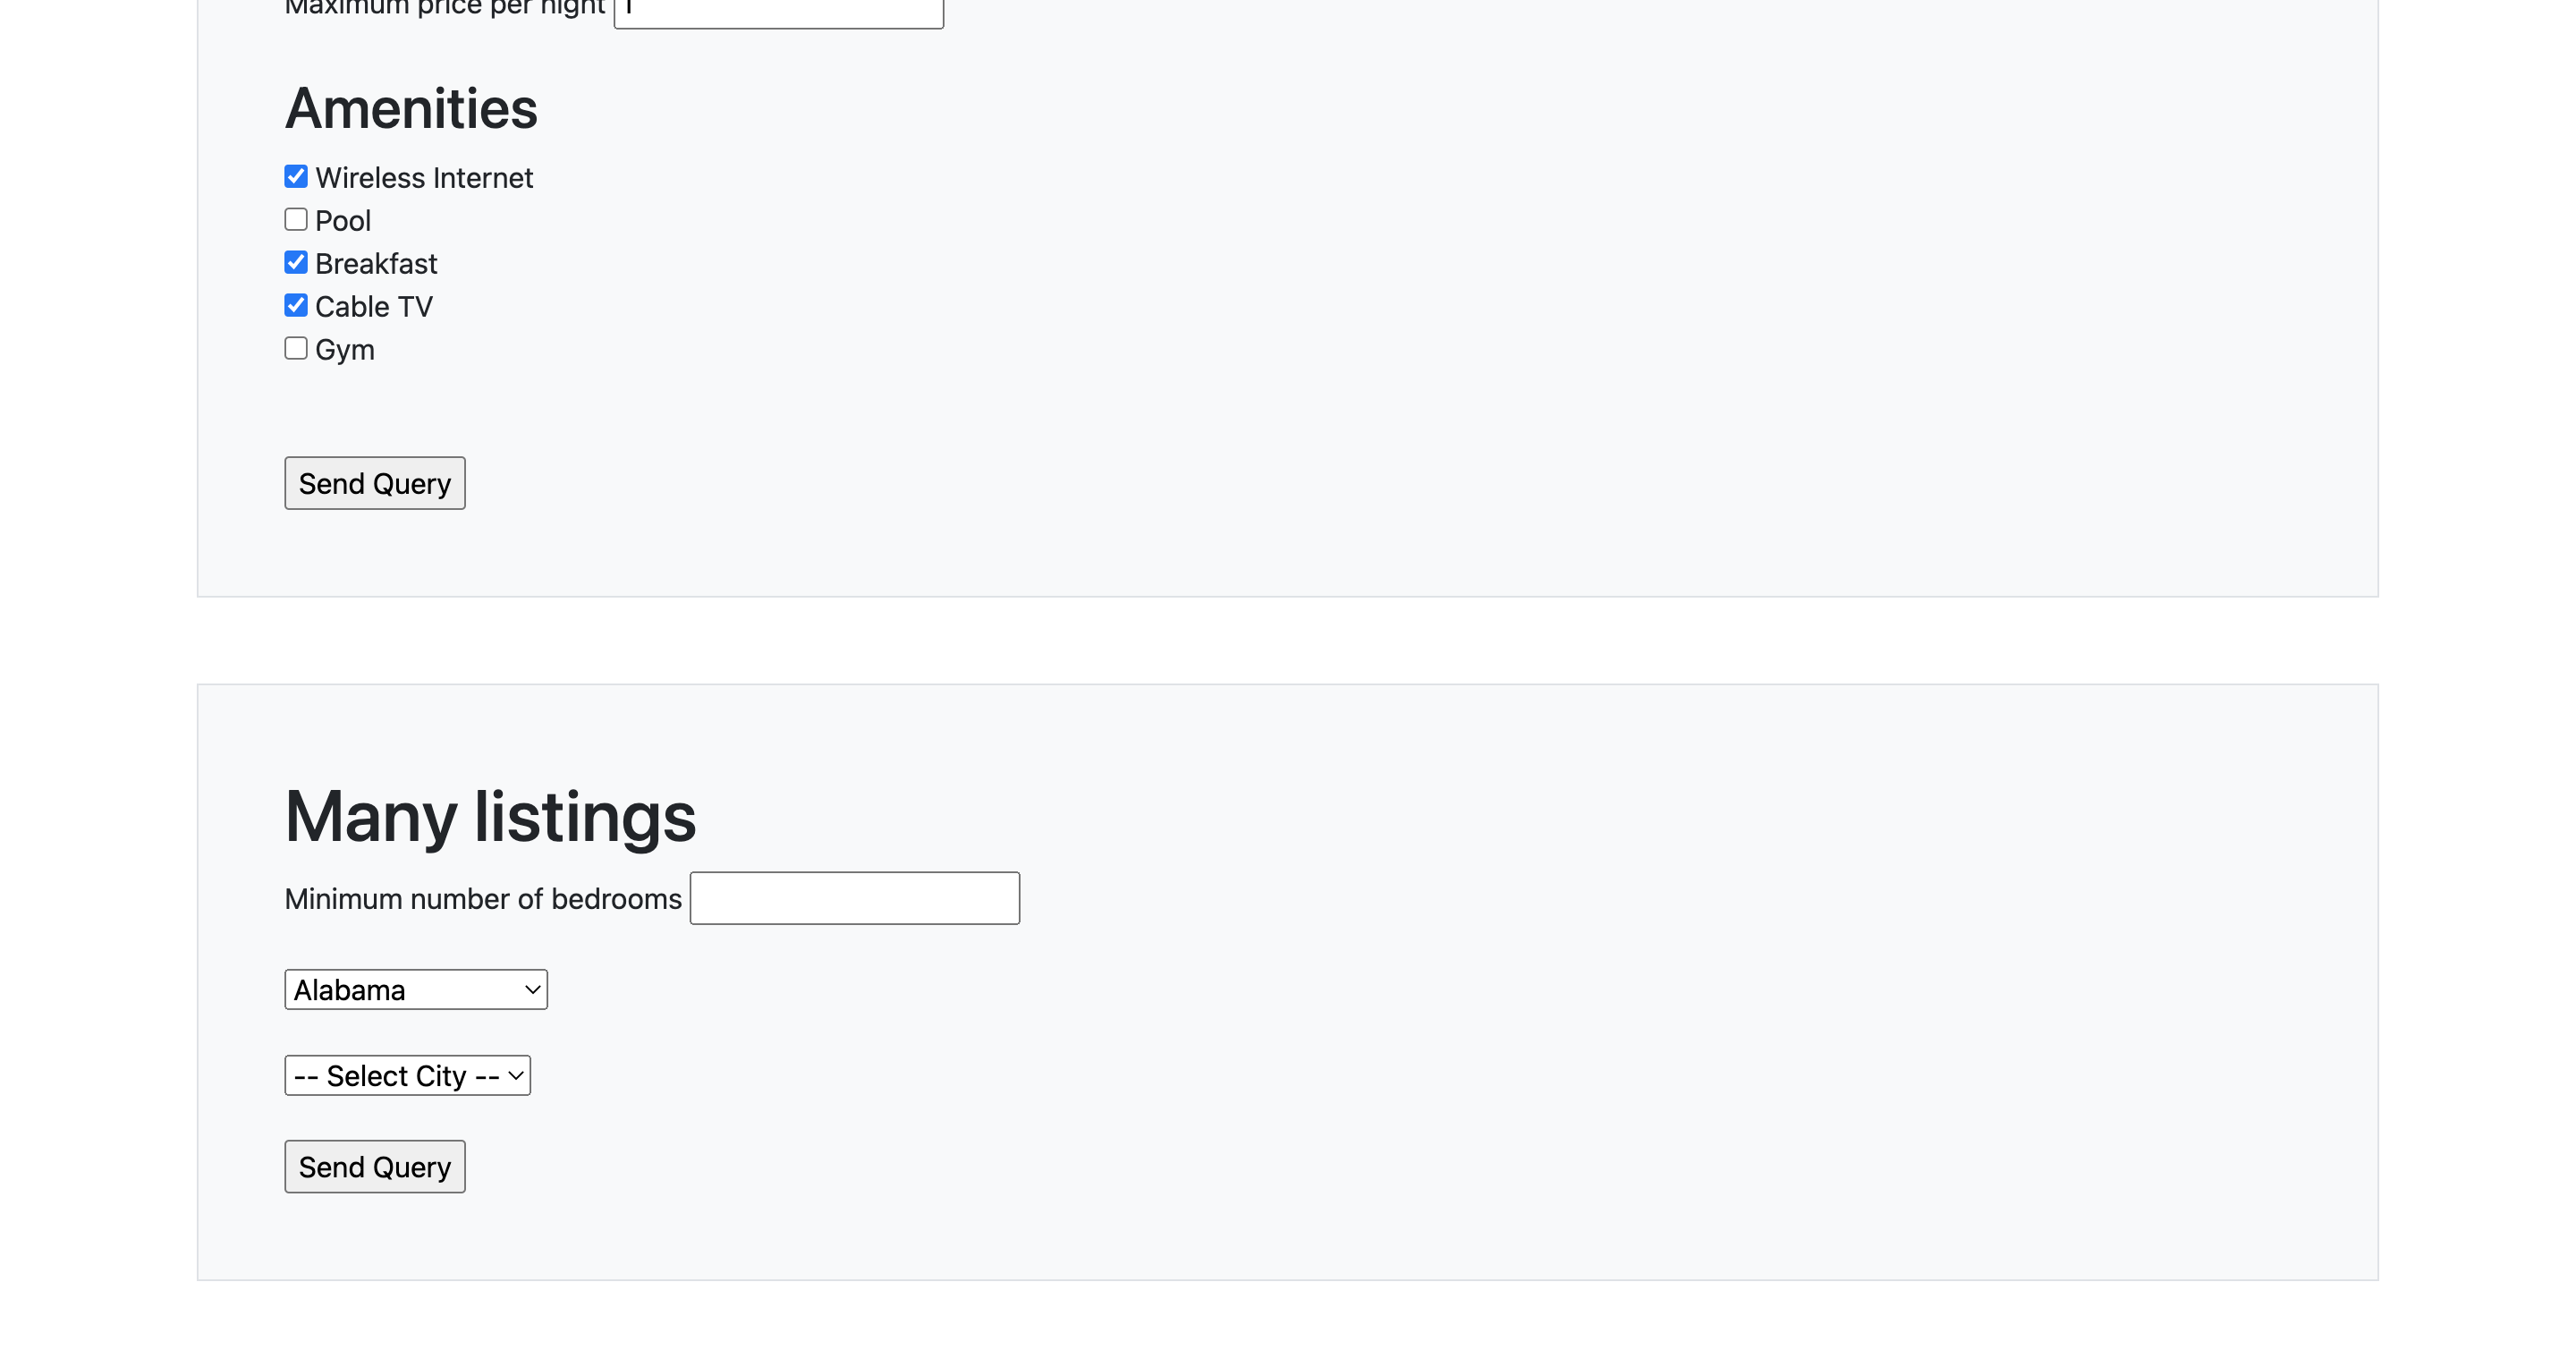 Maximum price per night
Amenities
Wireless Internet
Pool
Breakfast
Cable TV
Gym
Send Query
Many listings
Minimum number of bedrooms
Alabama
-- Select City --
Send Query